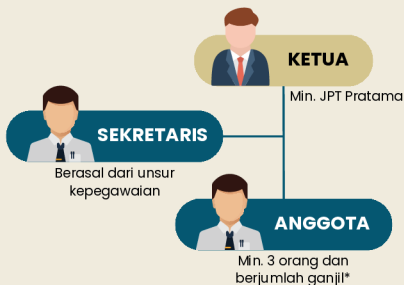 KETUA
Min. JPT Pratama
SEKRETARIS
Berasal dari unsur
kepegawaian
ANGGOTA
Min. 3 orang dan
berjumlah ganjil*